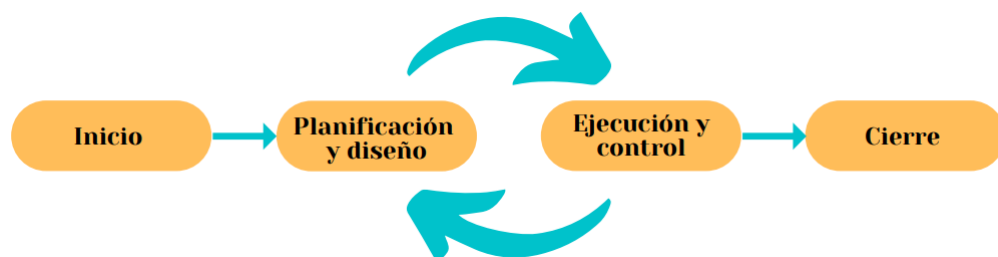 Inicio
Planificación
y diseño
Ejecución y
control
Cierre